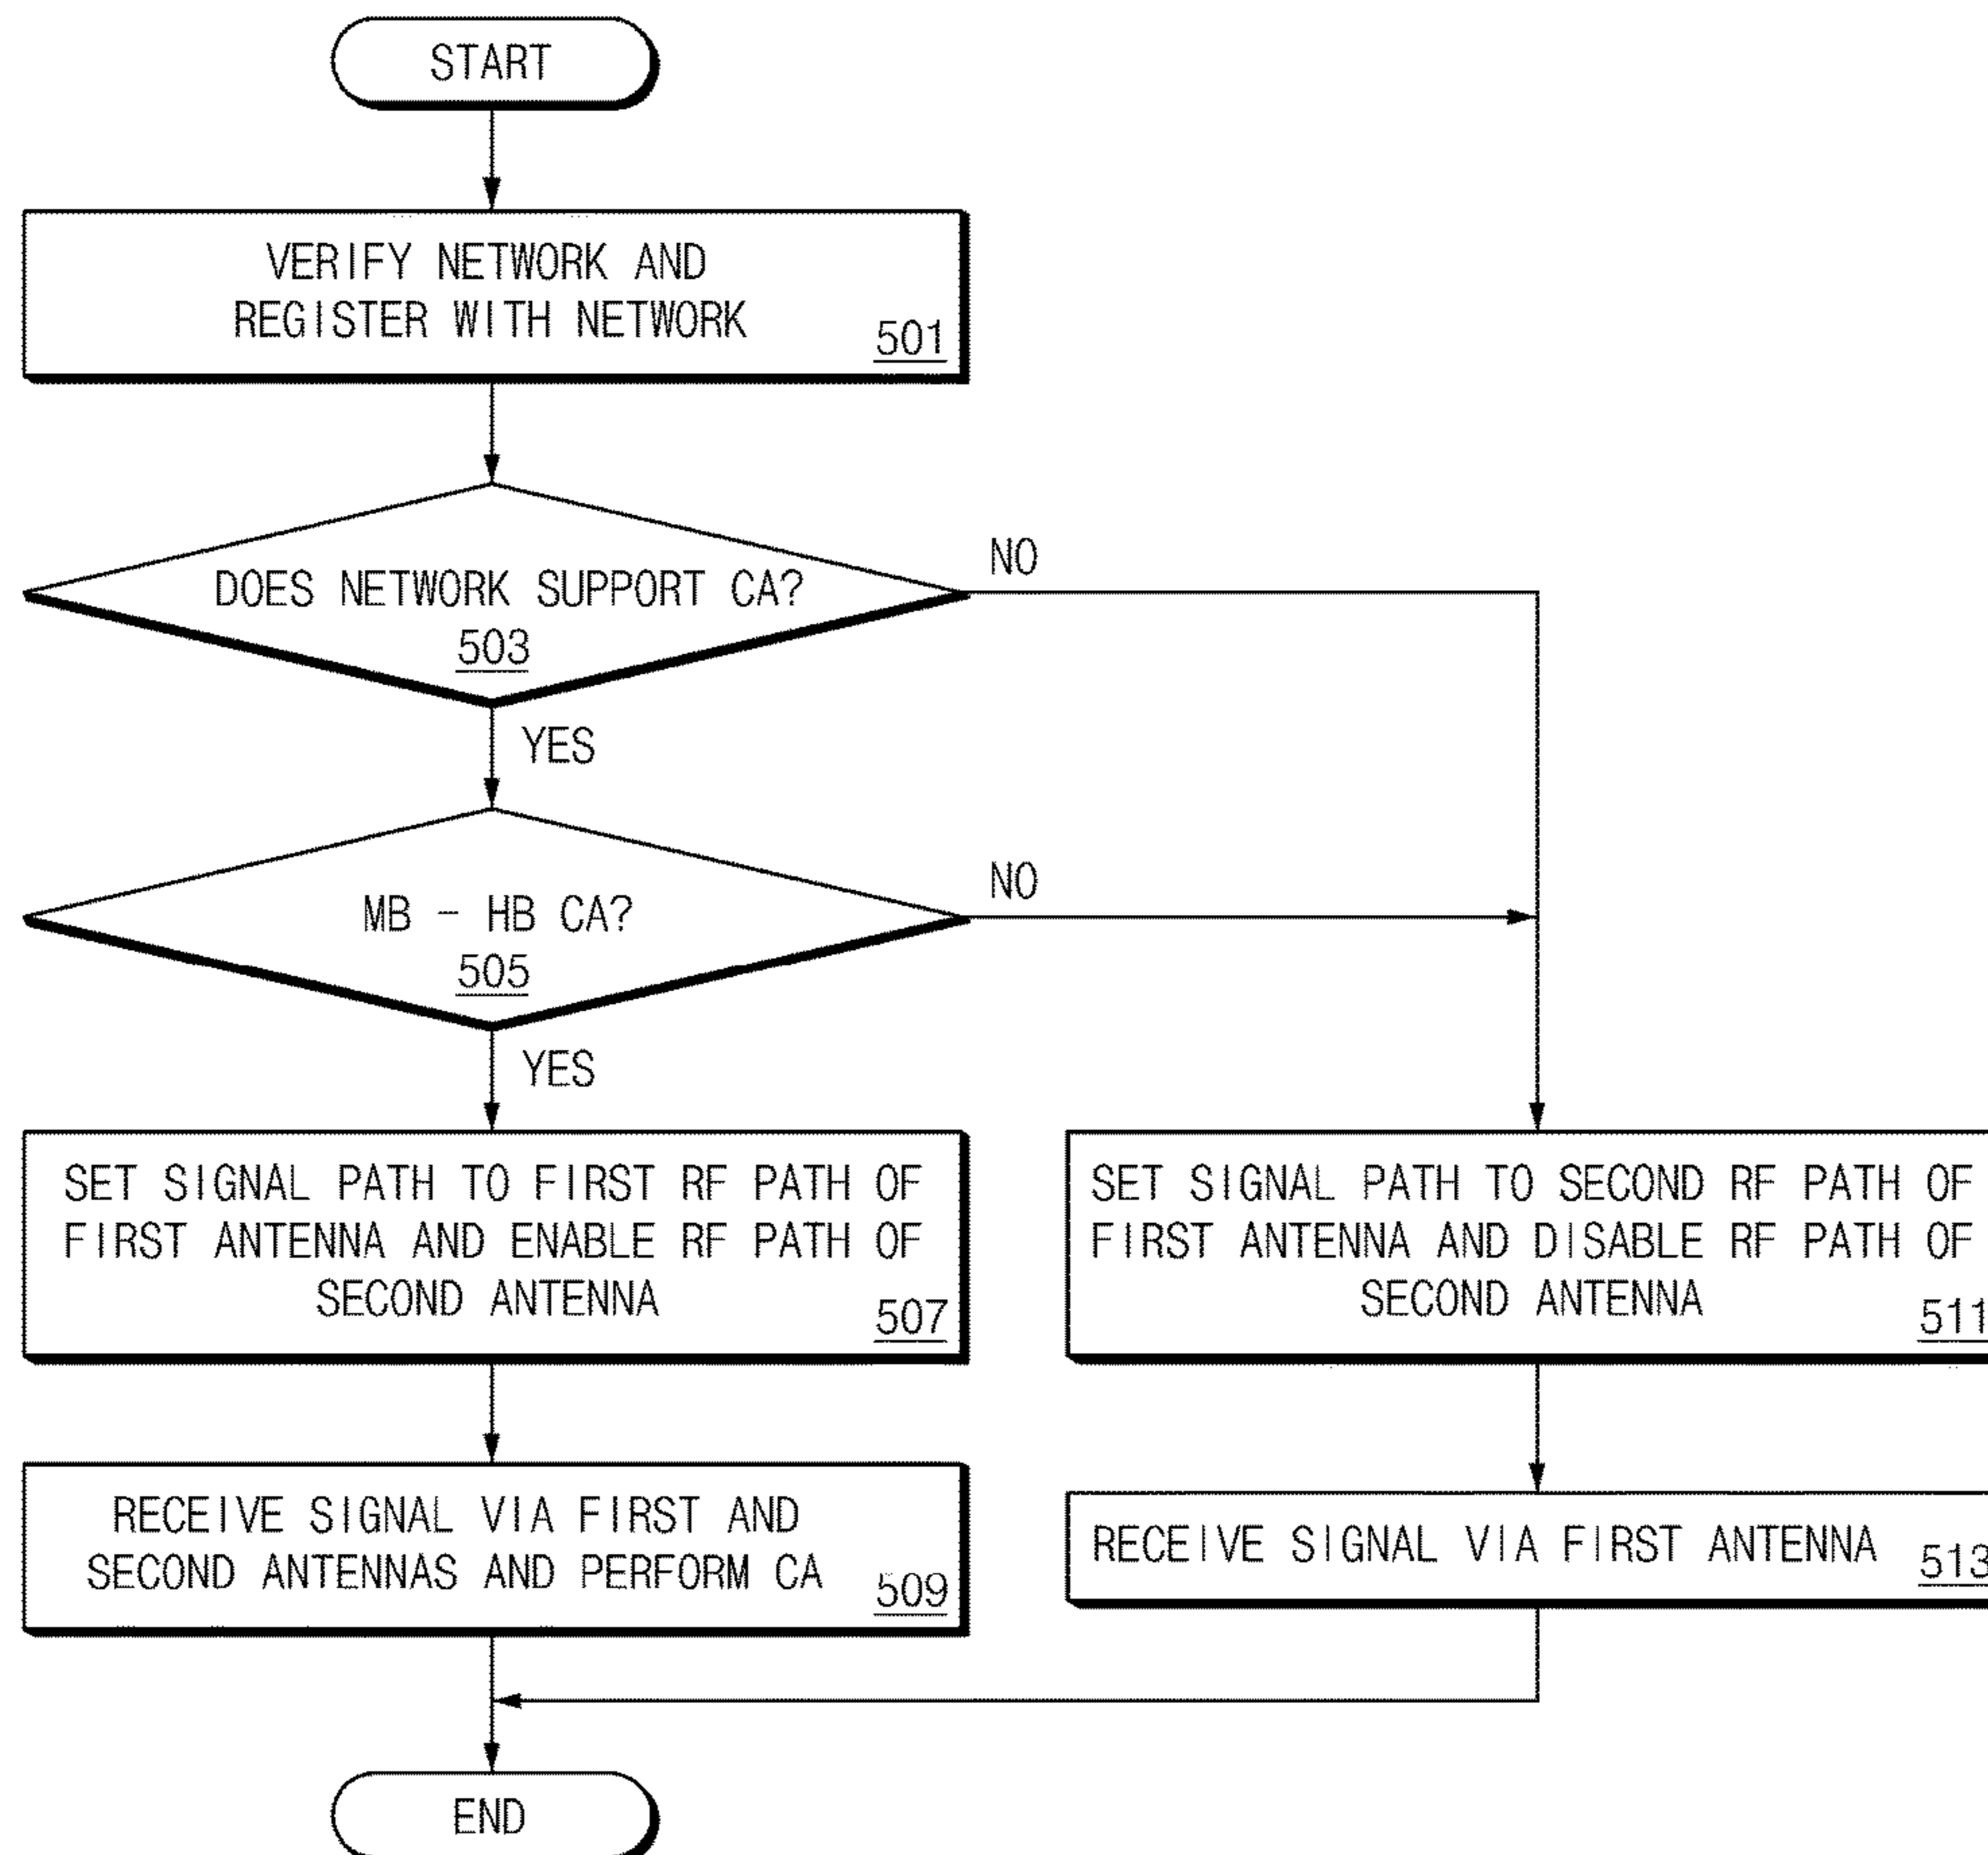 START
VERIFY NETWORK AND
REGISTER WITH NETWORK
501
DOES NETWORK SUPPORT CA?
503
NO
YES
MB - HB CA?
505
NO
YES
SET SIGNAL PATH TO FIRST RF PATH OF
FIRST ANTENNA AND ENABLE RF PATH OF
SECOND ANTENNA
507
SET SIGNAL PATH TO SECOND RF PATH OF
FIRST ANTENNA AND DISABLE RF PATH OF
SECOND ANTENNA
511
RECEIVE SIGNAL VIA FIRST AND
SECOND ANTENNAS AND PERFORM CA
509
RECEIVE SIGNAL VIA FIRST ANTENNA
513
END